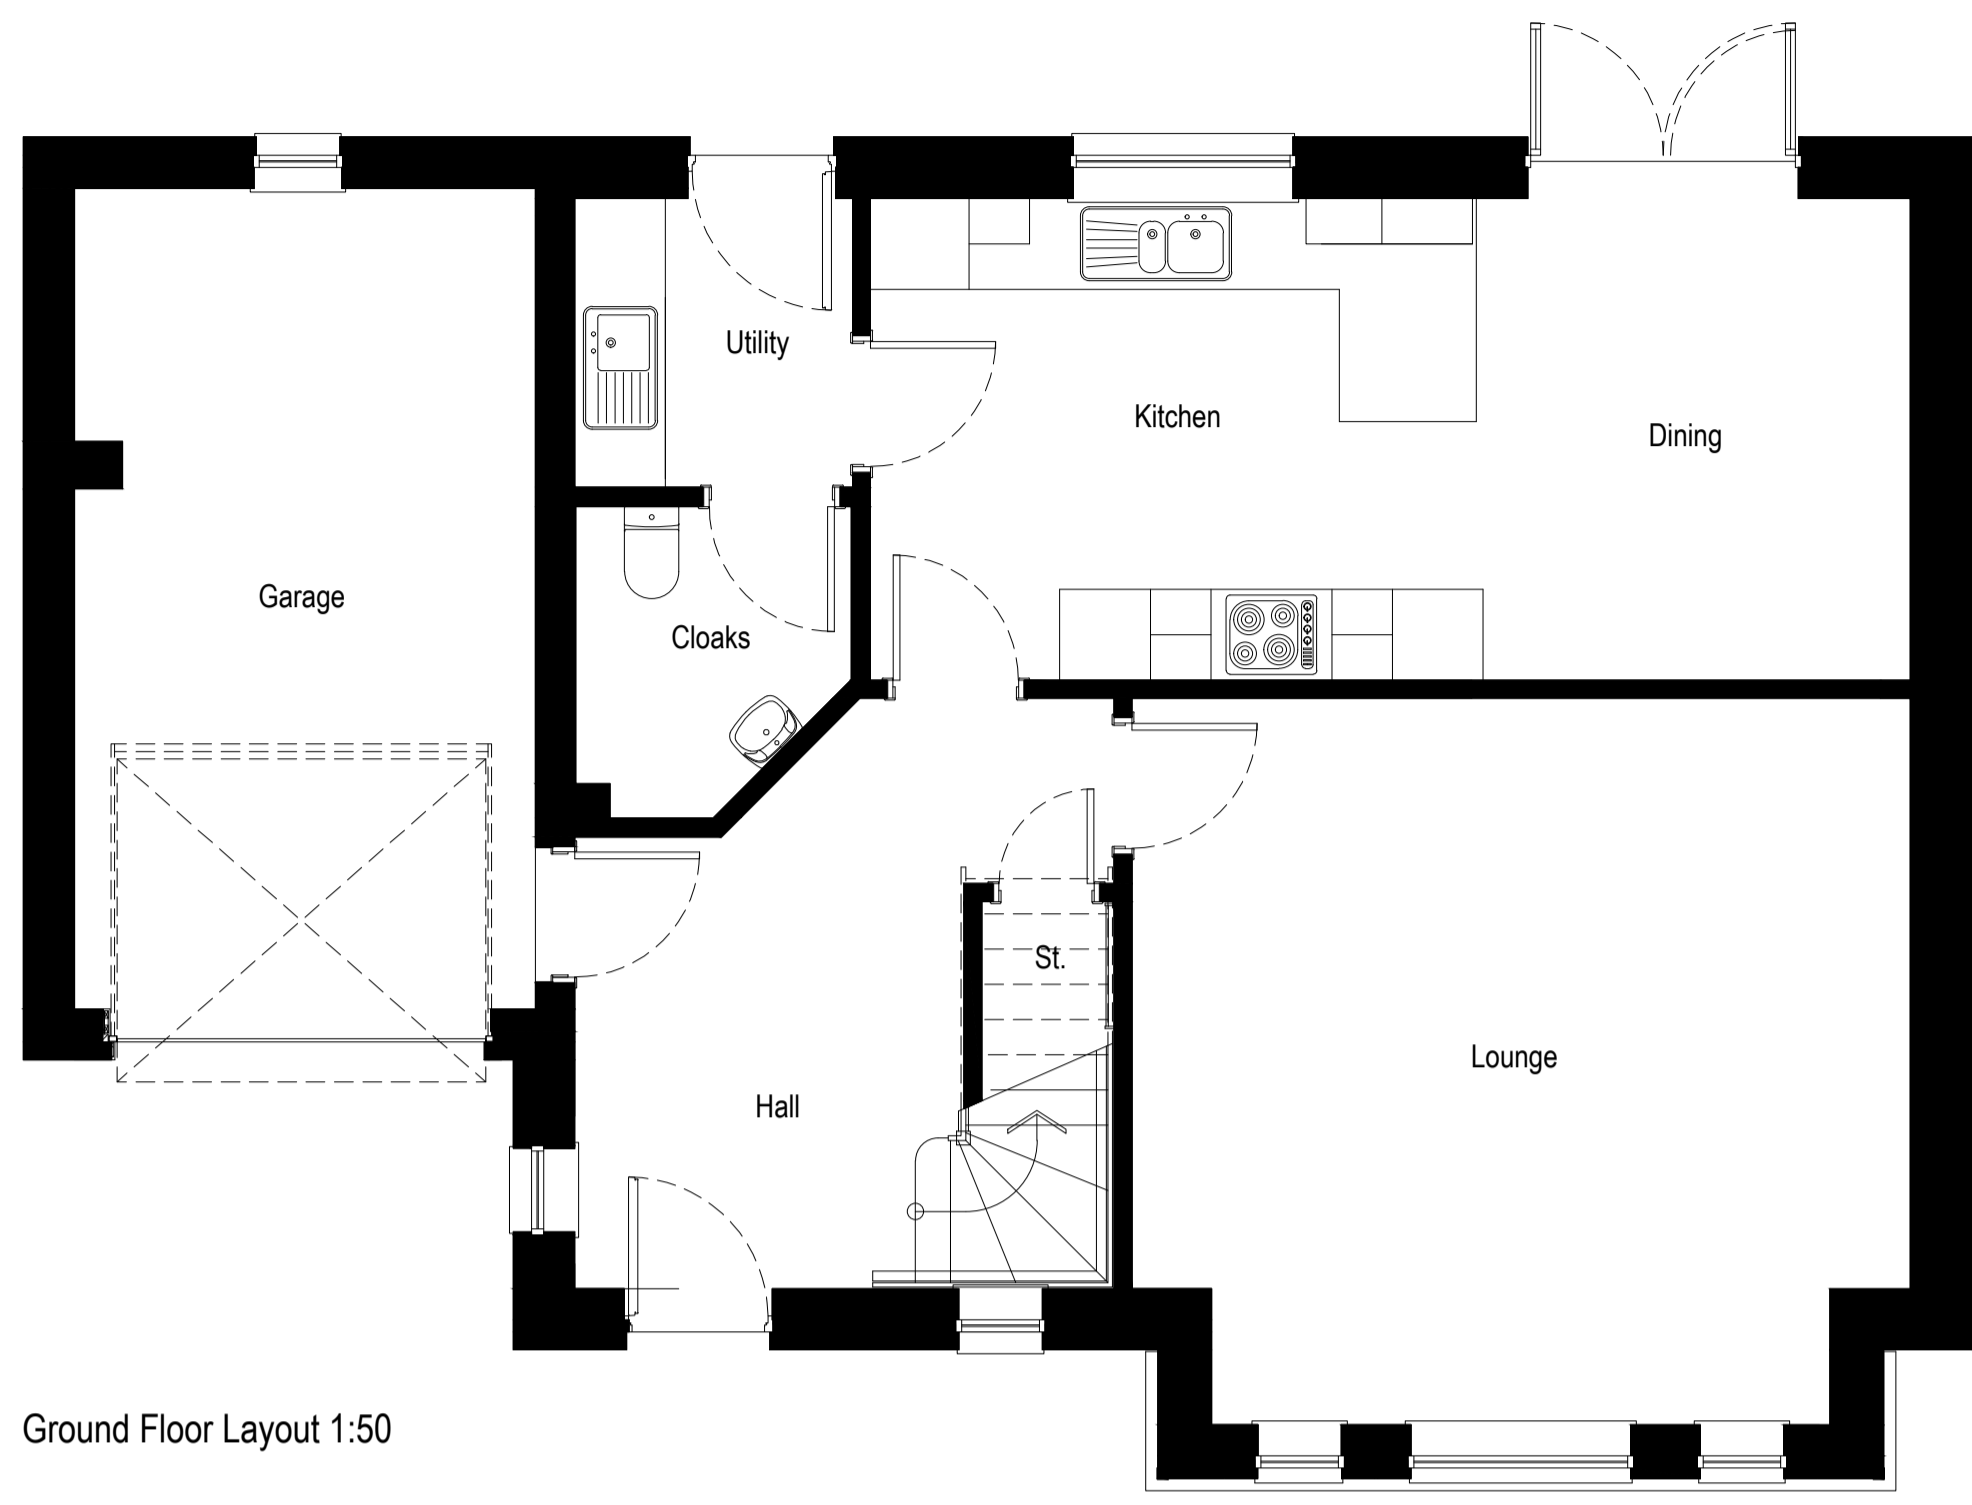 Utility
Kitchen
Dining
Garage
Cloaks
St.
Lounge
Hall
Ground Floor Layout 1:50